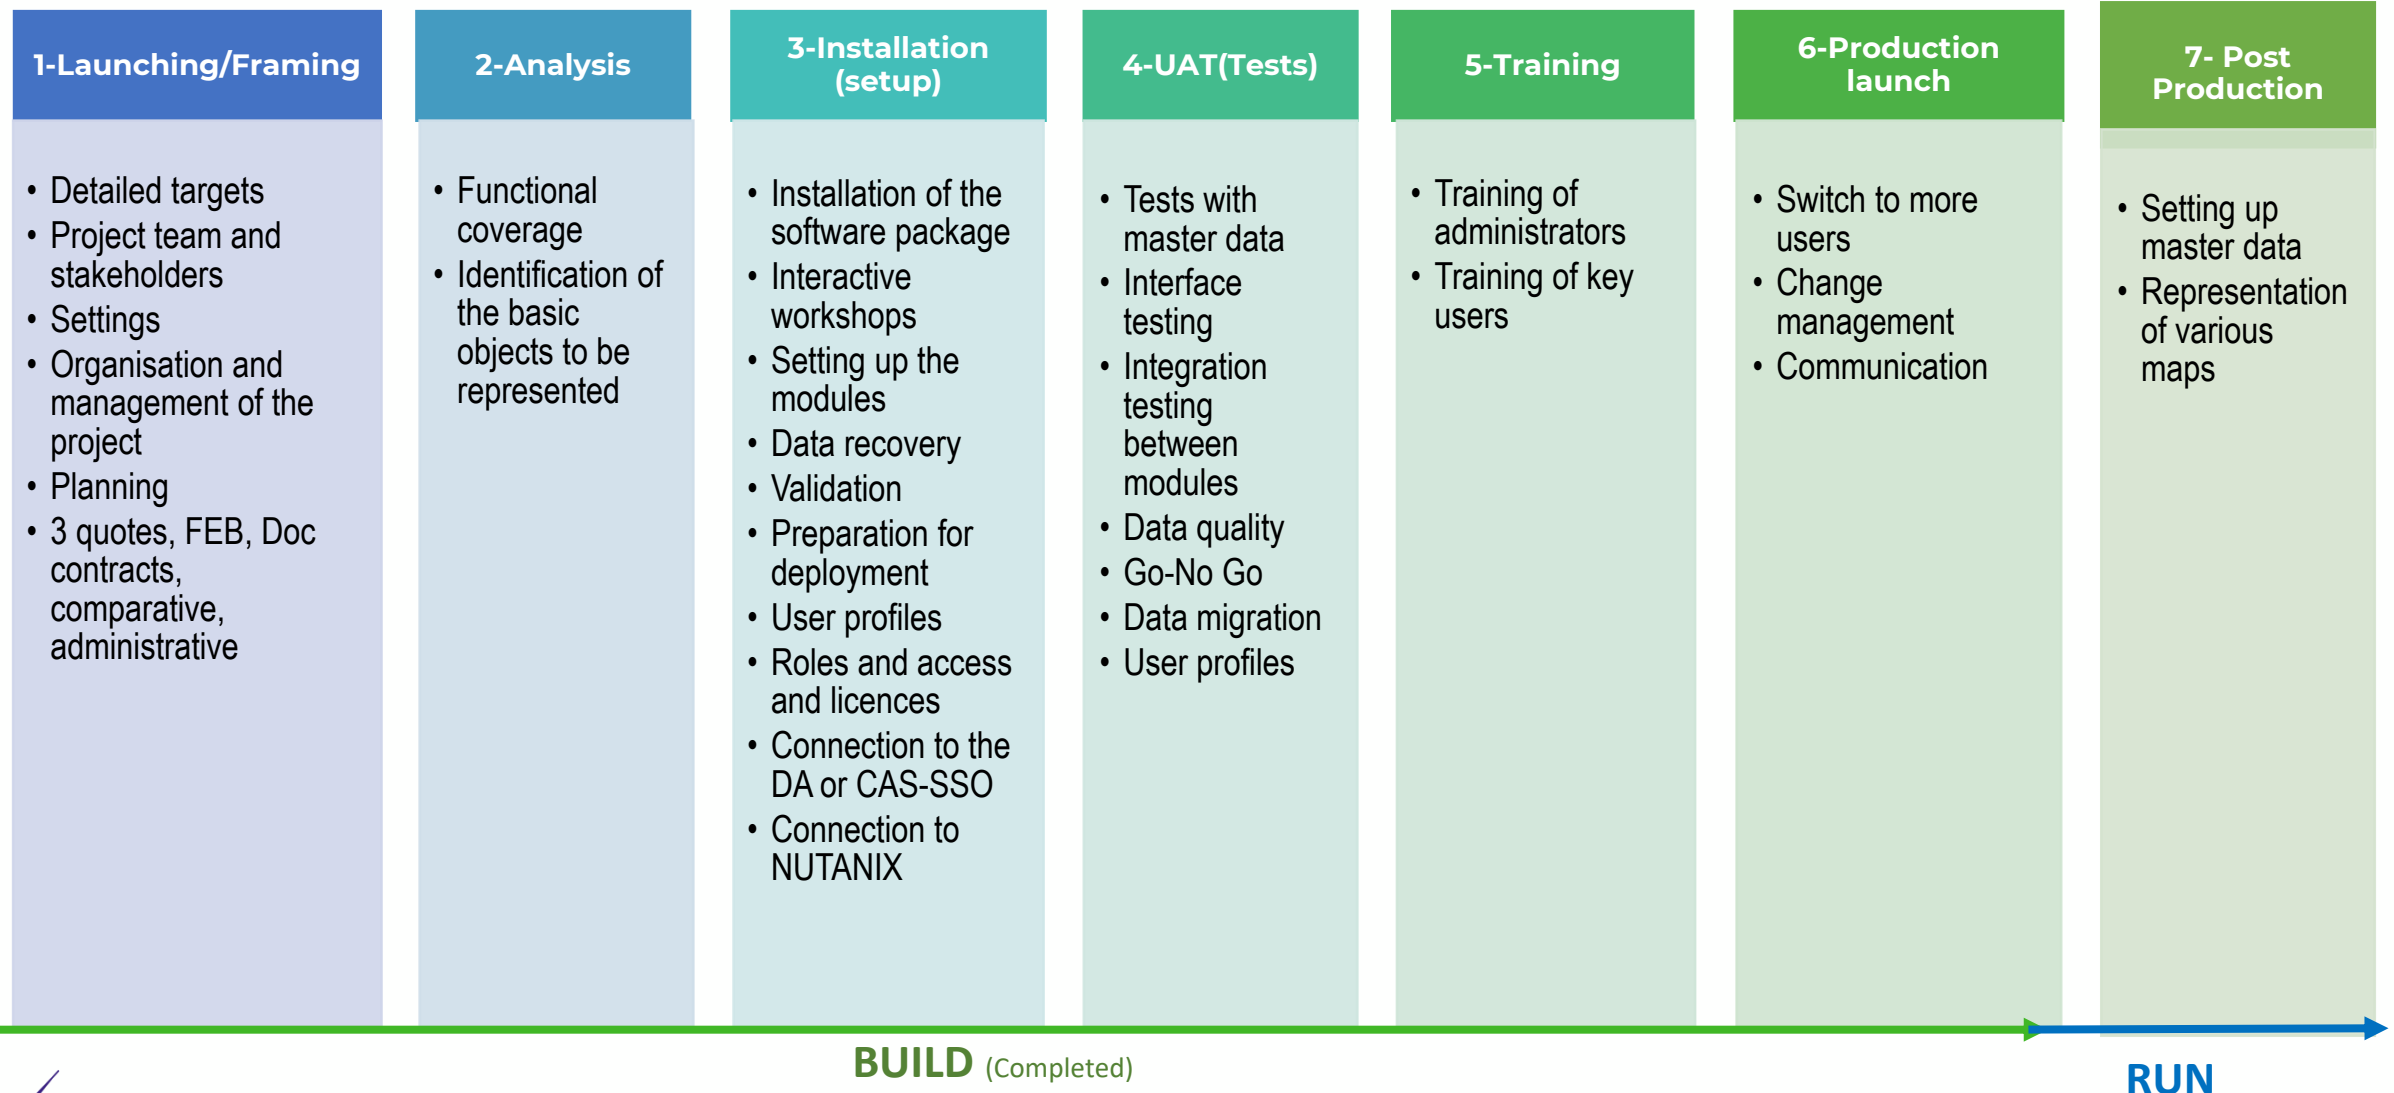 1-Launching/Framing
• Detailed targets
• Project team and
stakeholders
• Settings
• Organisation and
management of the
project
• Planning
• 3 quotes, FEB, Doc
contracts,
comparative,
administrative
2-Analysis
• Functional
coverage
• Identification of
the basic
objects to be
represented
3-Installation
(setup)
• Installation of the
software package
• Interactive
workshops
• Setting up the
modules
• Data recovery
• Validation
• Preparation for
deployment
• User profiles
• Roles and access
and licences
• Connection to the
DA or CAS-SSO
• Connection to
NUTANIX
4-UAT(Tests)
• Tests with
master data
• Interface
testing
• Integration
testing
between
modules
• Data quality
• Go-No Go
• Data migration
• User profiles
5-Training
• Training of
administrators
• Training of key
users
6-Production
launch
• Switch to more
users
• Change
management
• Communication
7- Post
Production
• Setting up
master data
• Representation
of various
maps
BUILD (Completed)
RUN